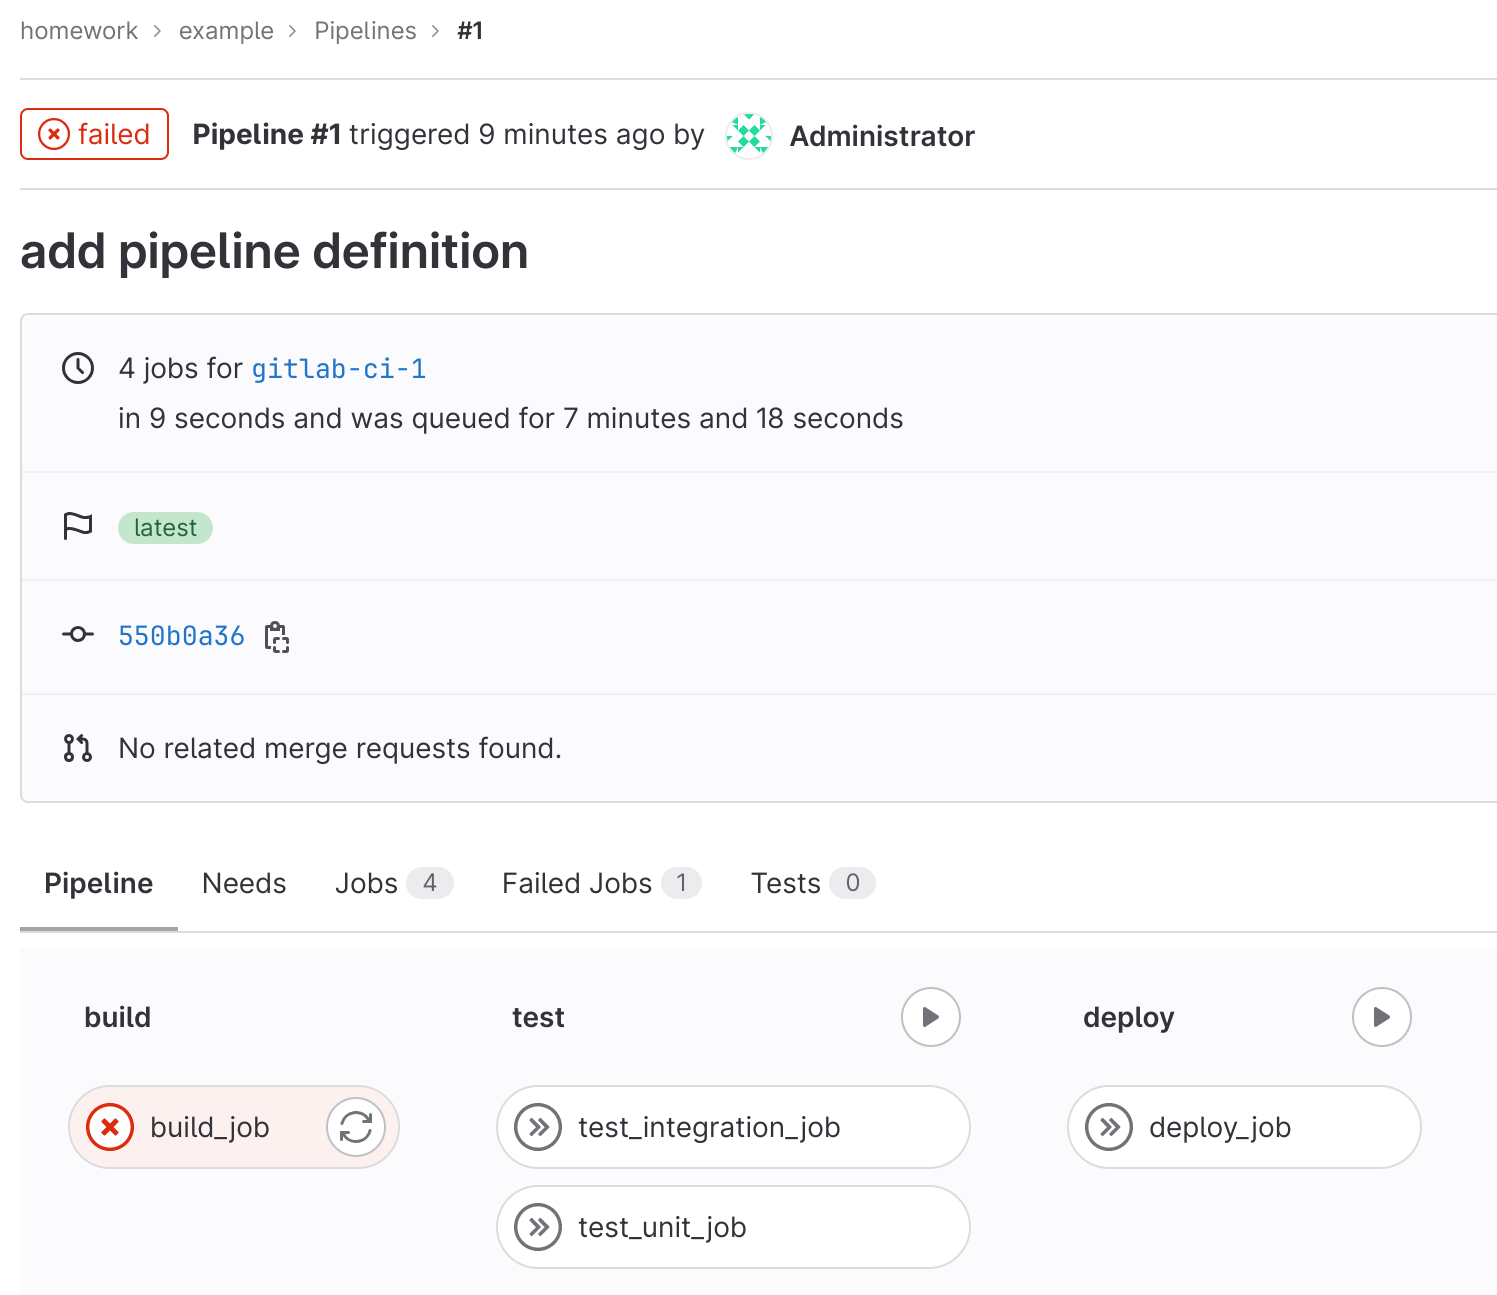 homework > example > Pipelines > #1
failed Pipeline #1 triggered 9 minutes ago by Administrator
add pipeline definition
4 jobs for gitlab-ci-1
in 9 seconds and was queued for 7 minutes and 18 seconds
latest
550b0a36
No related merge requests found.
Pipeline Needs Jobs 4 Failed Jobs 1 Tests 0
build test deploy
build_job test_integration_job deploy_job
test_unit_job